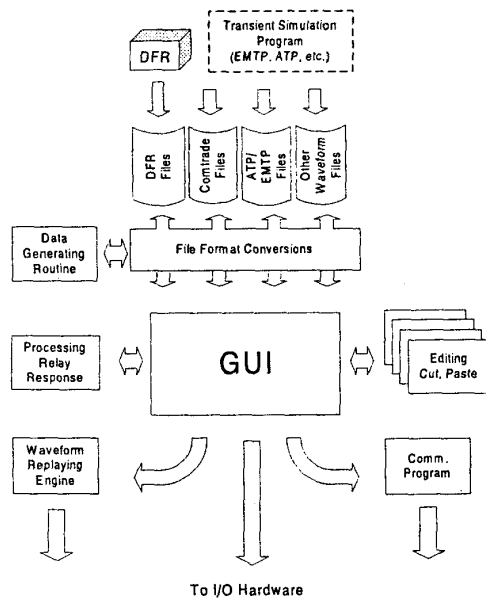 DFR
Transient Simulation
Program
(EMTP, ATP, etc.)
DFR
Files
Comtrade
Files
ATP/
EMTP
Files
Other
Waveform
Files
Data
Generating
Routine
File Format Conversions
Processing
Relay
Response
GUI
Editing
Cut, Paste
Waveform
Replaying
Engine
Comm.
Program
To I/O Hardware